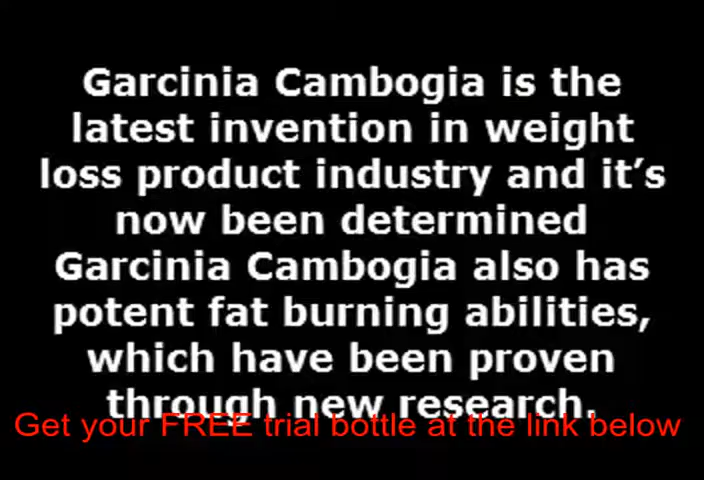 Garcinia Cambogia is the
latest invention in weight
loss product industry and it's
now been determined
Garcinia Cambogia also has
potent fat burning abilities,
which have been proven
through new research.
Get your FREE trial bottle at the link below